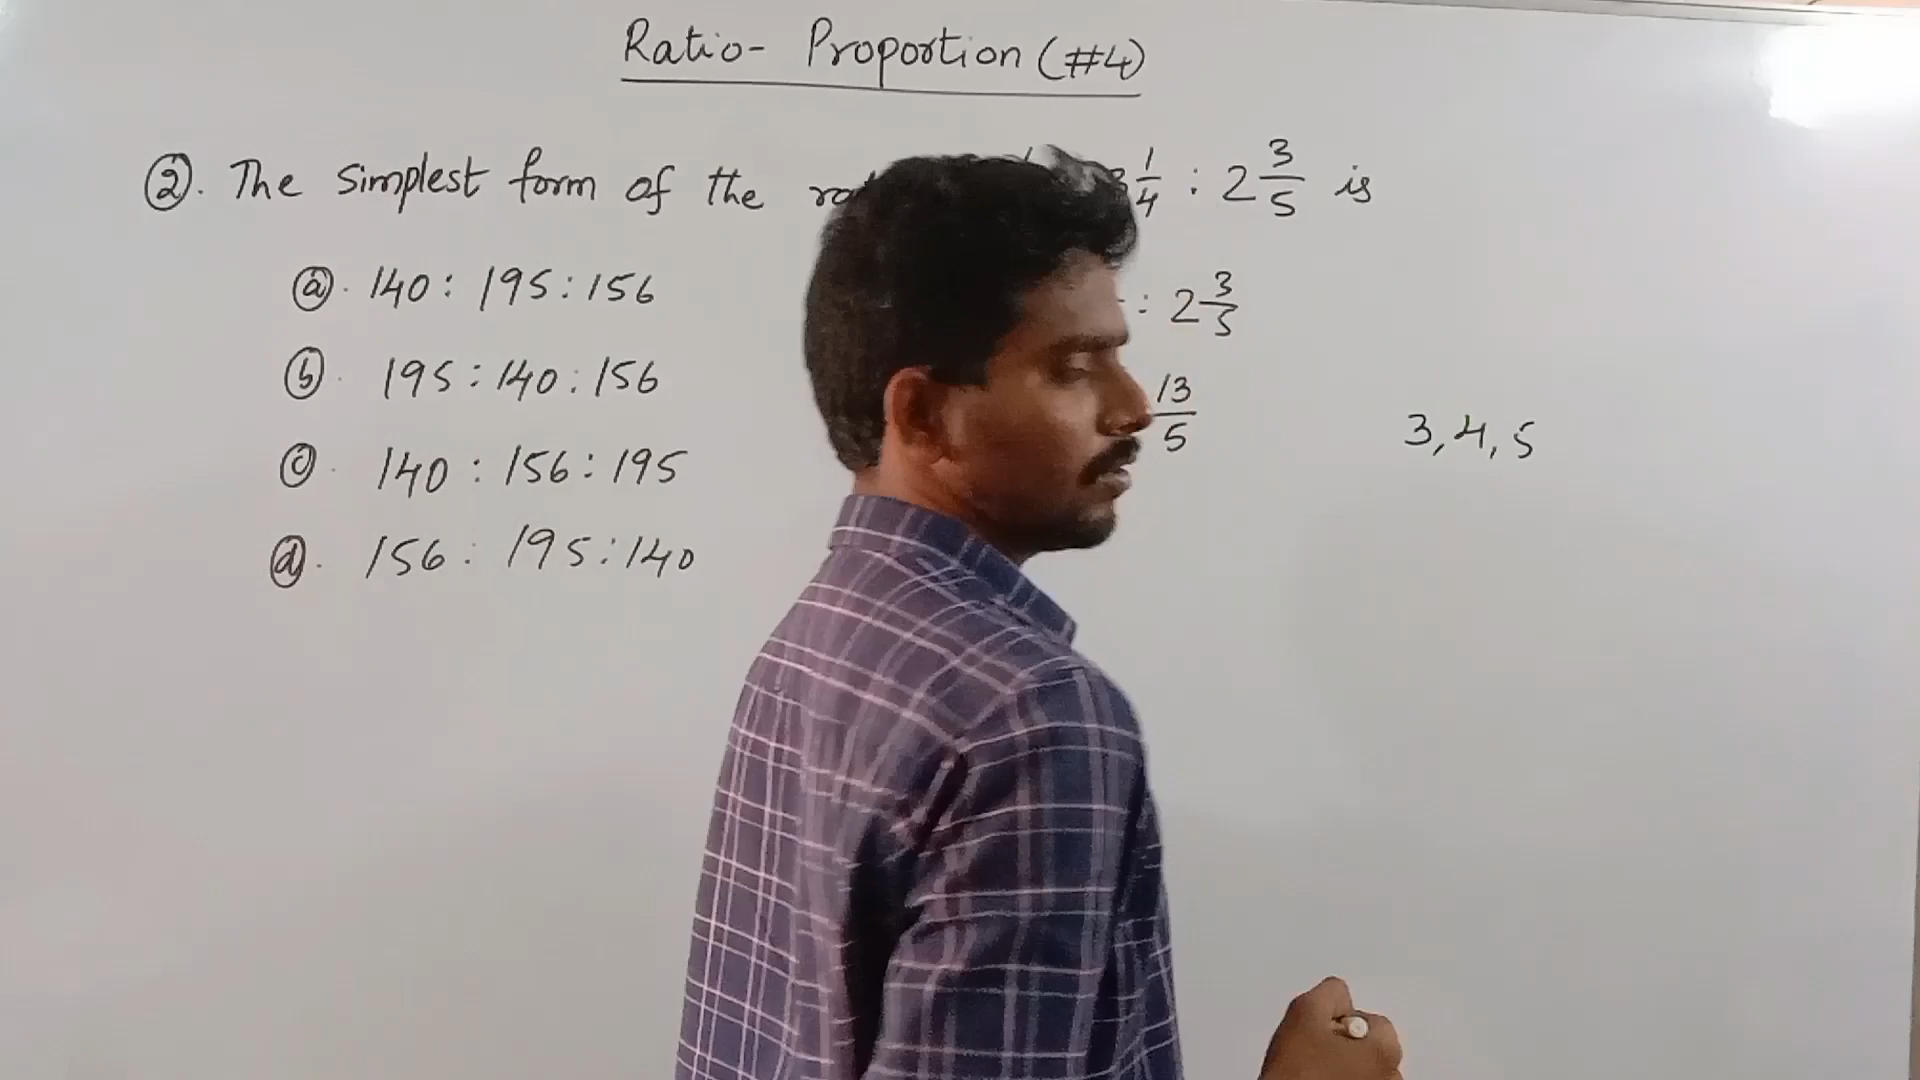 Ratio- Proportion (#4)
②. The simplest form of the 1/4 : 2 3/5 is
ⓐ. 140 : 195 : 156
: 2 3/5
ⓑ. 195 : 140 : 156
13/5
3, 4, 5
ⓒ. 140 : 156 : 195
ⓓ. 156 : 195 : 140